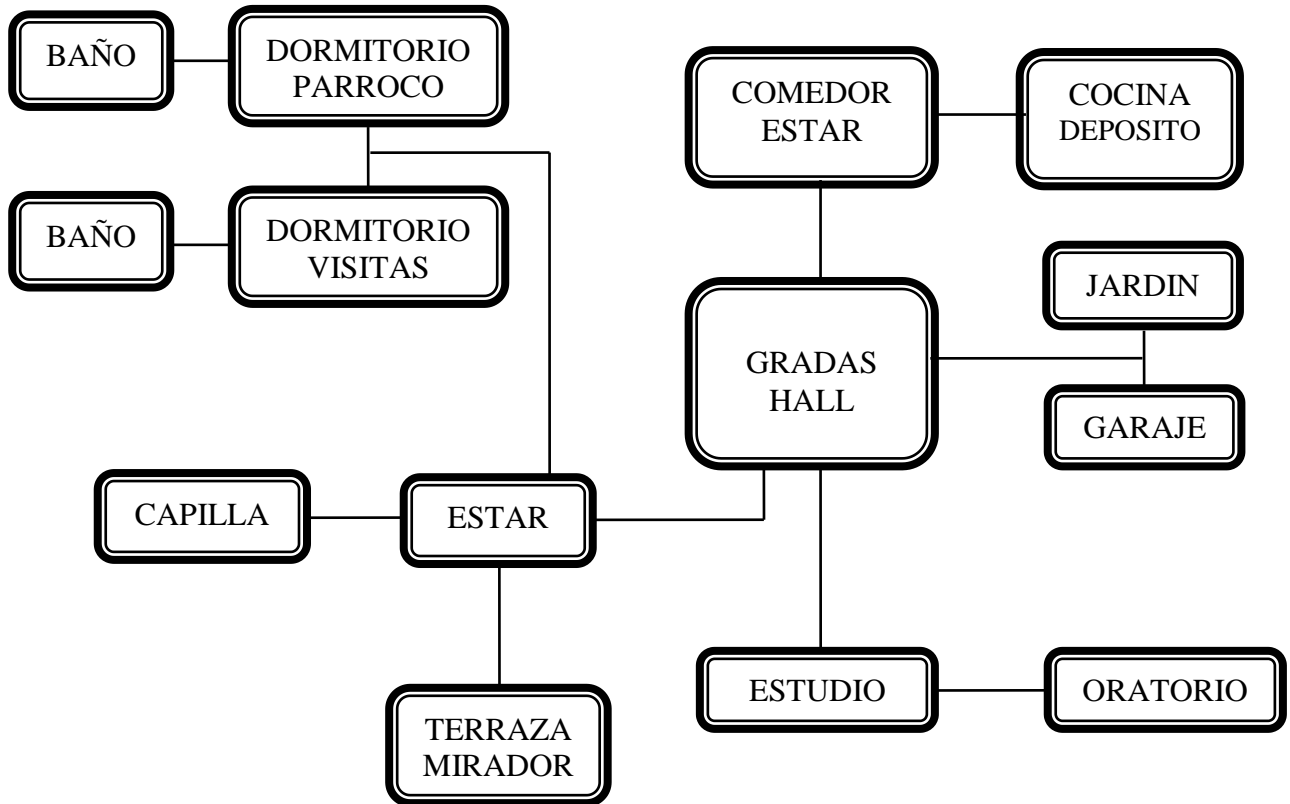 BAÑO
DORMITORIO
PARROCO
COMEDOR
ESTAR
COCINA
DEPOSITO
BAÑO
DORMITORIO
VISITAS
JARDIN
GRADAS
HALL
GARAJE
CAPILLA
ESTAR
ESTUDIO
ORATORIO
TERRAZA
MIRADOR